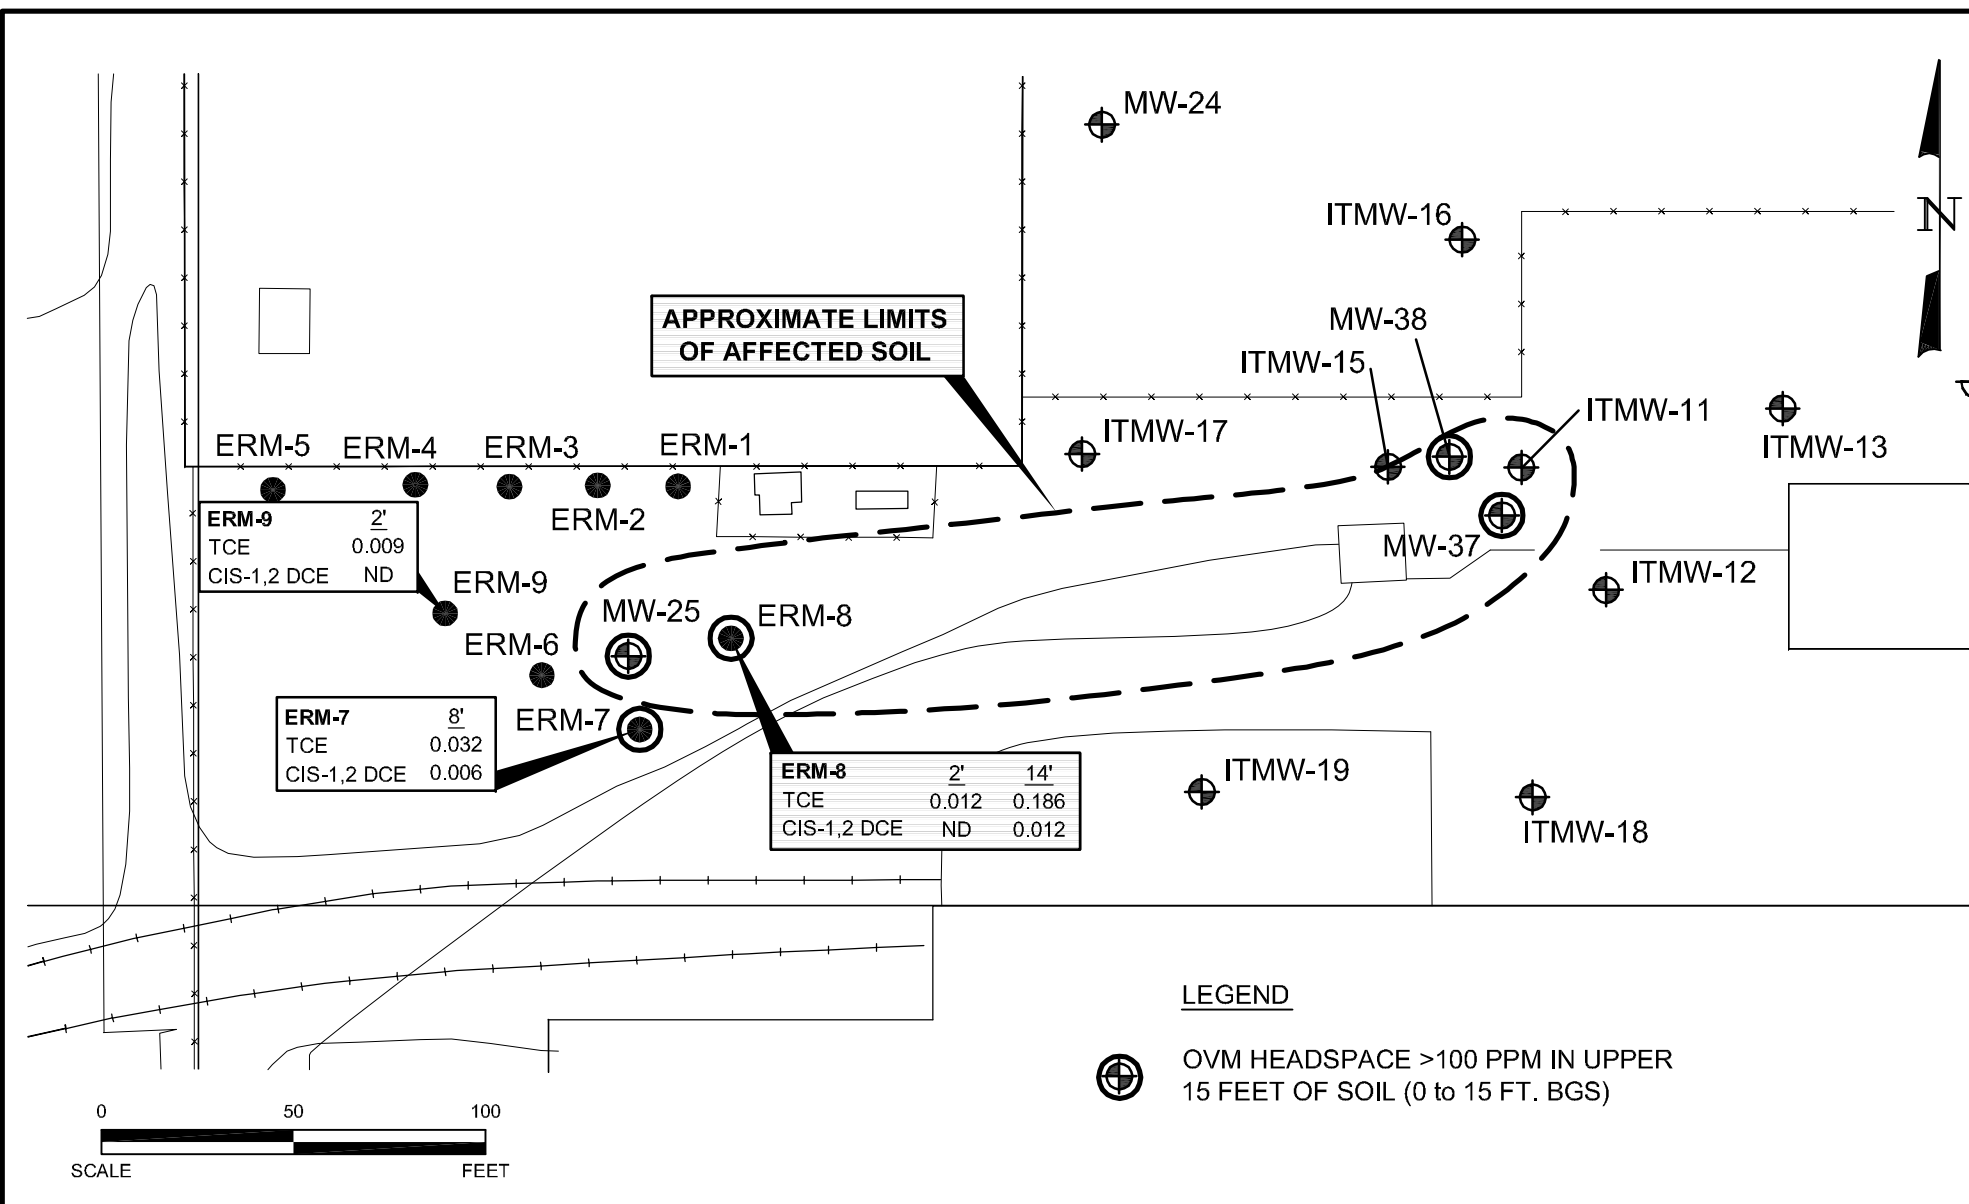 MW-24
ITMW-16
N
APPROXIMATE LIMITS
OF AFFECTED SOIL
MW-38
ITMW-15
ITMW-11
ITMW-17
ITMW-13
ERM-5
ERM-4
ERM-3
ERM-1
ERM-2
ERM-9 2'
TCE 0.009
CIS-1,2 DCE ND
MW-37
ITMW-12
ERM-9
MW-25
ERM-8
ERM-6
ERM-7
ERM-7 8'
TCE 0.032
CIS-1,2 DCE 0.006
ERM-8 2' 14'
TCE 0.012 0.186
CIS-1,2 DCE ND 0.012
ITMW-19
ITMW-18
LEGEND
OVM HEADSPACE >100 PPM IN UPPER
15 FEET OF SOIL (0 to 15 FT. BGS)
0 50 100
SCALE FEET